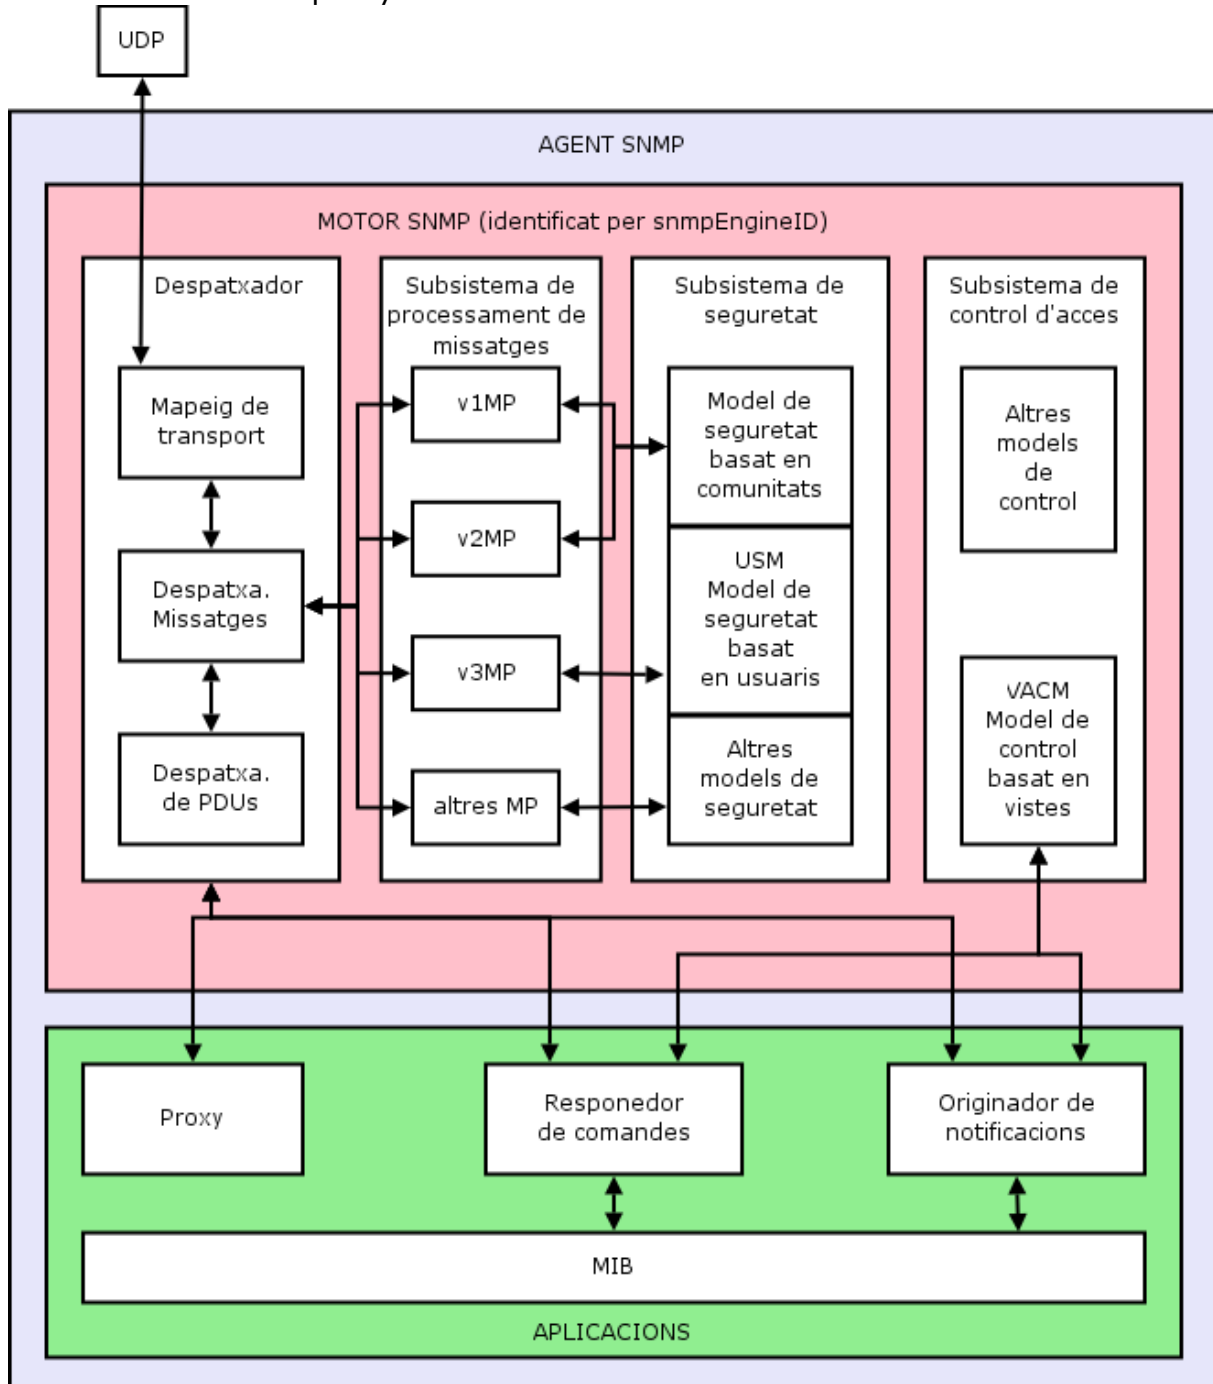 UDP
AGENT SNMP
MOTOR SNMP (identificat per snmpEngineID)
Despatxador
Mapeig de
transport
Despatxa.
Missatges
Despatxa.
de PDUs
Subsistema de
processament de
missatges
v1MP
v2MP
v3MP
altres MP
Subsistema de
seguretat
Model de
seguretat
basat en
comunitats
USM
Model de
seguretat
basat
en usuaris
Altres
models de
seguretat
Subsistema de
control d'acces
Altres
models
de
control
VACM
Model de
control
basat en
vistes
Proxy
Responedor
de comandes
Originador de
notificacions
MIB
APLICACIONS